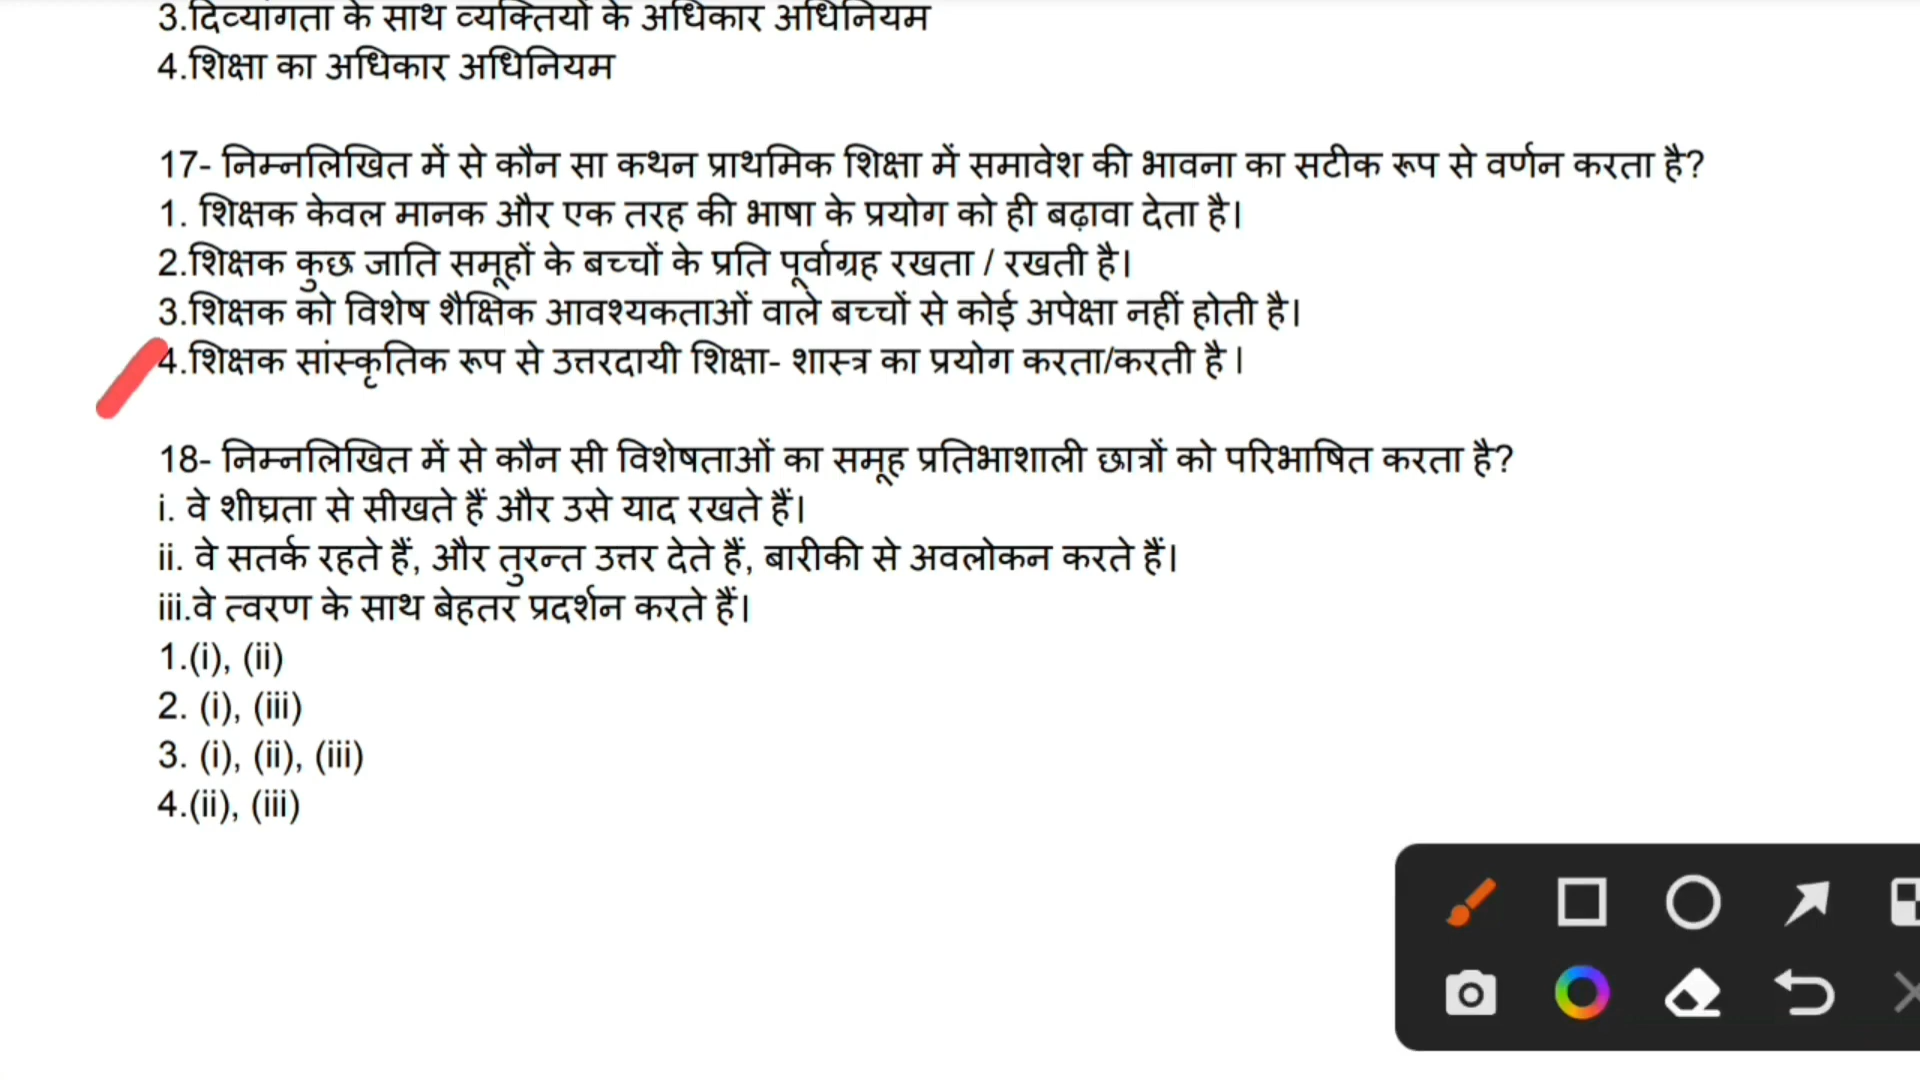 3.दिव्यांगता के साथ व्यक्तियों के अधिकार अधिनियम
4.शिक्षा का अधिकार अधिनियम
17- निम्नलिखित में से कौन सा कथन प्राथमिक शिक्षा में समावेश की भावना का सटीक रूप से वर्णन करता है?
1. शिक्षक केवल मानक और एक तरह की भाषा के प्रयोग को ही बढ़ावा देता है।
2.शिक्षक कुछ जाति समूहों के बच्चों के प्रति पूर्वाग्रह रखता / रखती है।
3.शिक्षक को विशेष शैक्षिक आवश्यकताओं वाले बच्चों से कोई अपेक्षा नहीं होती है।
4.शिक्षक सांस्कृतिक रूप से उत्तरदायी शिक्षा- शास्त्र का प्रयोग करता/करती है |
18- निम्नलिखित में से कौन सी विशेषताओं का समूह प्रतिभाशाली छात्रों को परिभाषित करता है?
i. वे शीघ्रता से सीखते हैं और उसे याद रखते हैं।
ii. वे सतर्क रहते हैं, और तुरन्त उत्तर देते हैं, बारीकी से अवलोकन करते हैं।
iii.वे त्वरण के साथ बेहतर प्रदर्शन करते हैं।
1.(i), (ii)
2. (i), (iii)
3. (i), (ii), (iii)
4.(ii), (iii)